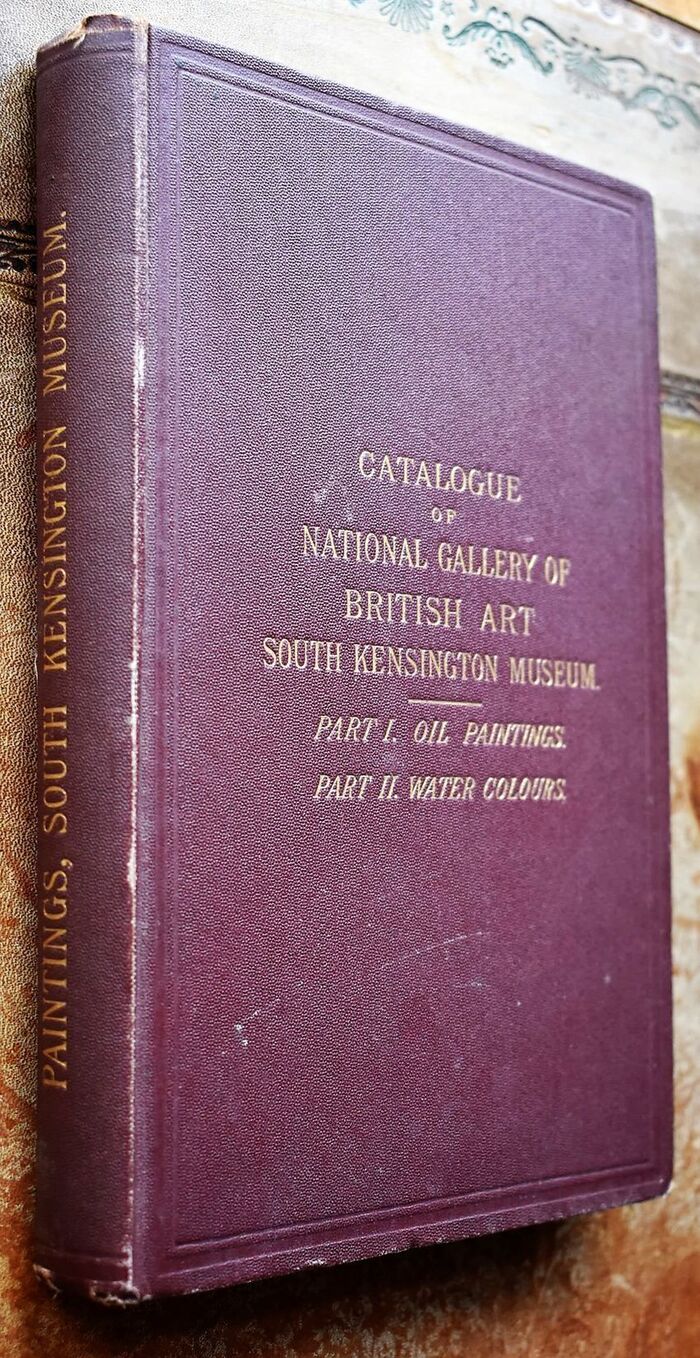 PAINTINGS, SOUTH KENSINGTON MUSEUM.
CATALOGUE
OF
NATIONAL GALLERY OF
BRITISH ART
SOUTH KENSINGTON MUSEUM.
PART I. OIL PAINTINGS.
PART II. WATER COLOURS.